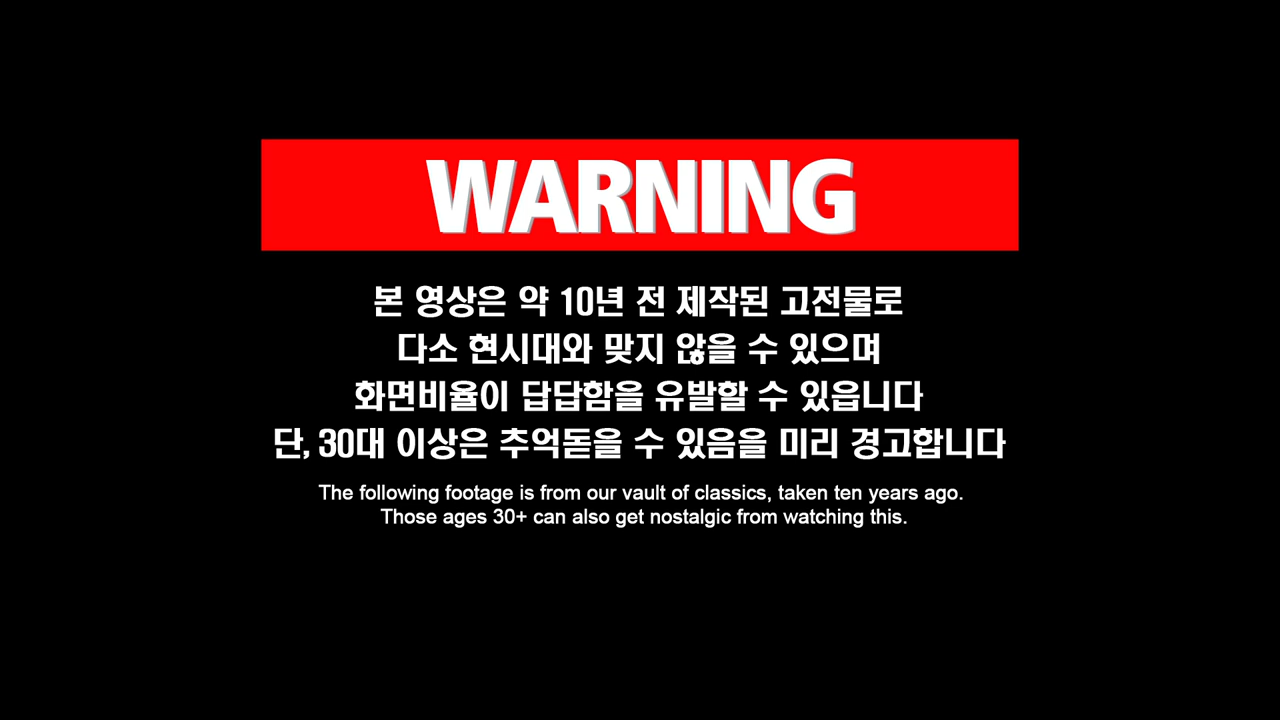 WARNING
본 영상은 약 10년 전 제작된 고전물로
다소 현시대와 맞지 않을 수 있으며
화면비율이 답답함을 유발할 수 있읍니다
단, 30대 이상은 추억돋을 수 있음을 미리 경고합니다
The following footage is from our vault of classics, taken ten years ago.
Those ages 30+ can also get nostalgic from watching this.